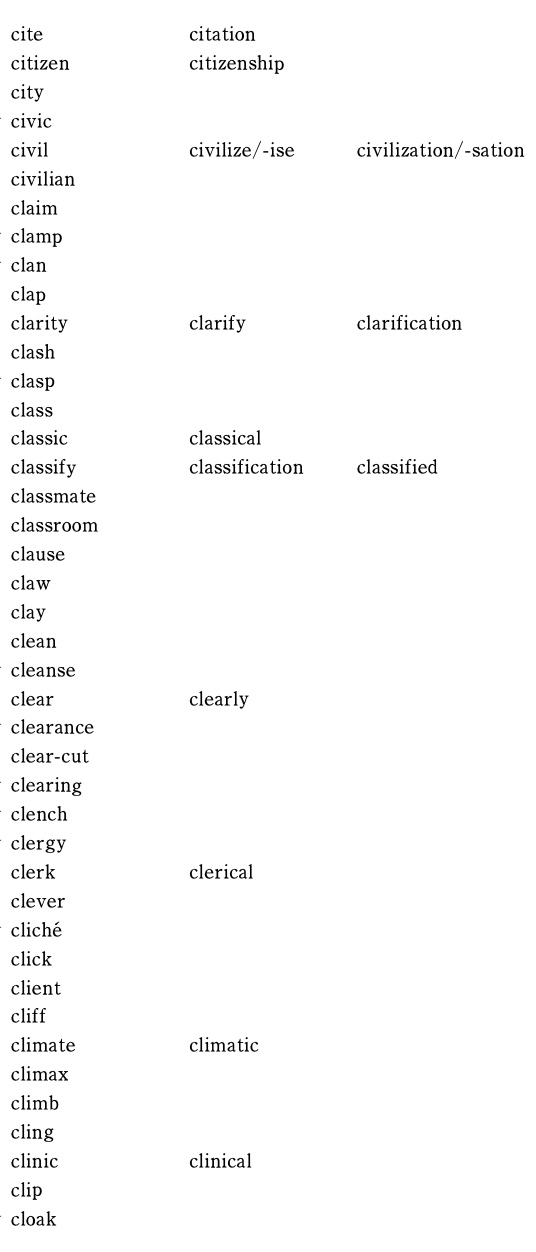 cite citation
citizen citizenship
city
civic
civil civilize/-ise civilization/-sation
civilian
claim
clamp
clan
clap
clarity clarify clarification
clash
clasp
class
classic classical
classify classification classified
classmate
classroom
clause
claw
clay
clean
cleanse
clear clearly
clearance
clear-cut
clearing
clench
clergy
clerk clerical
clever
cliché
click
client
cliff
climate climatic
climax
climb
cling
clinic clinical
clip
cloak